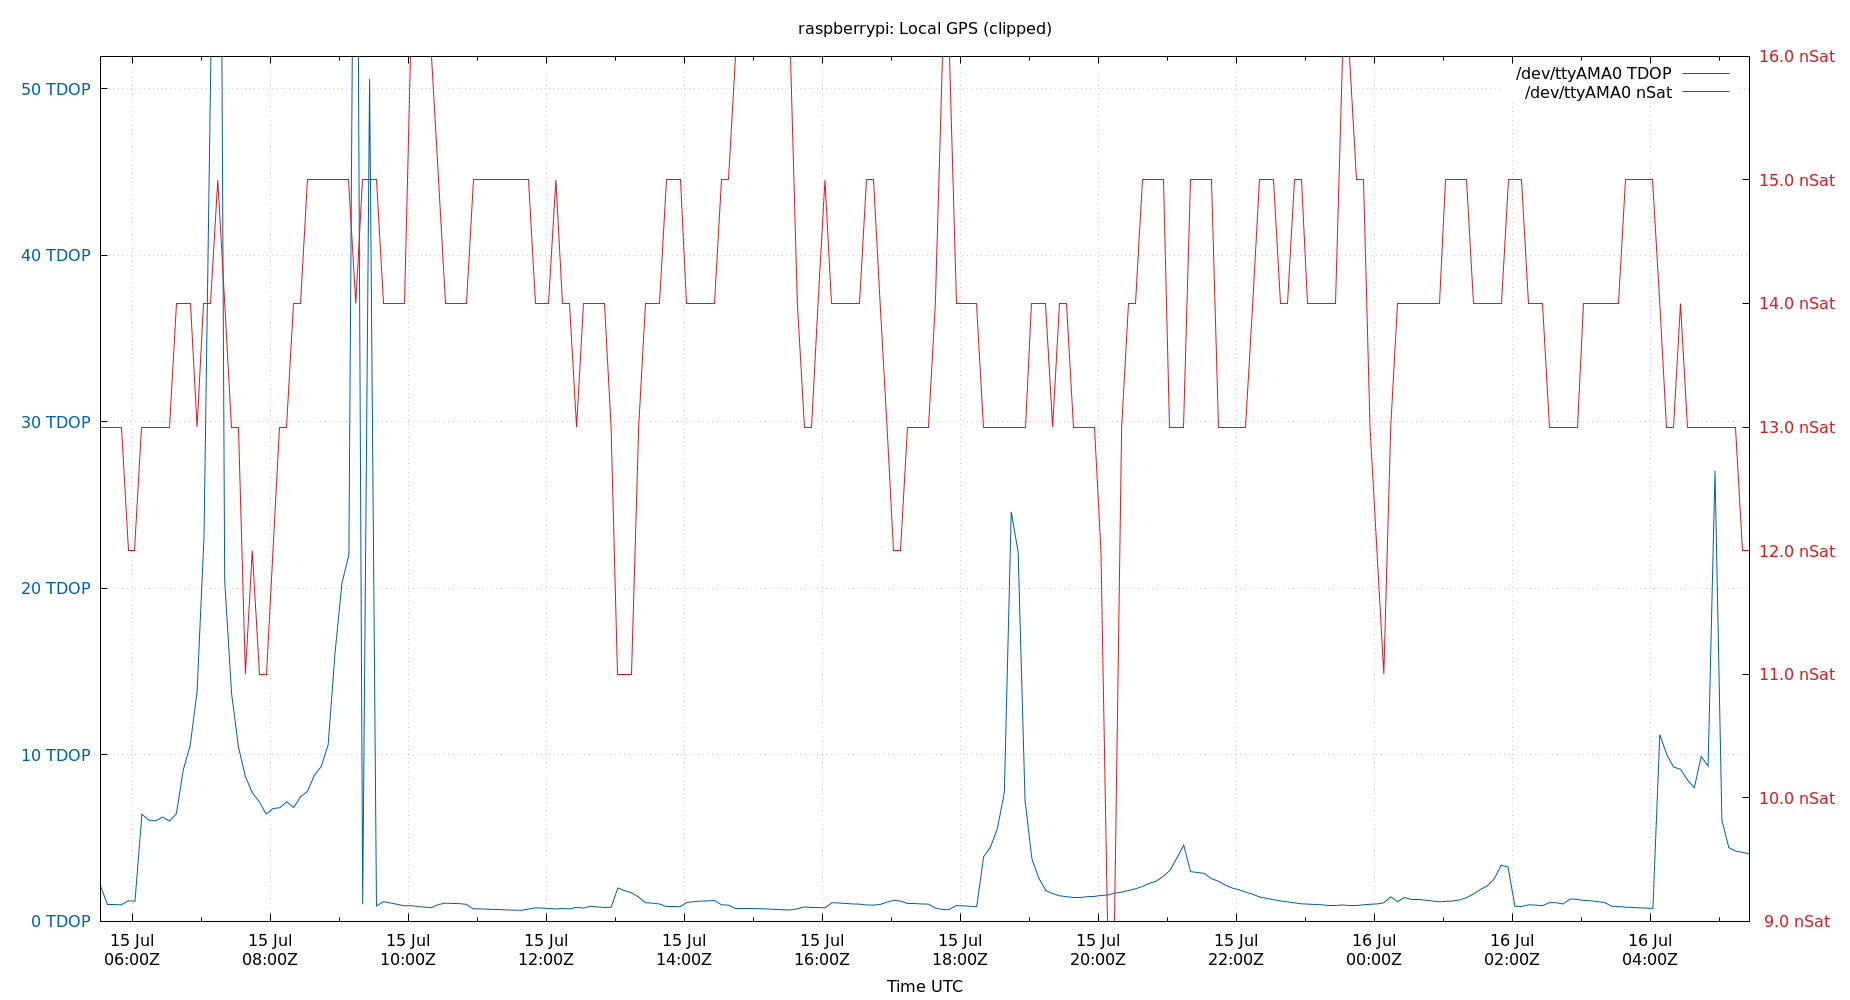 raspberrypi: Local GPS (clipped)
/dev/ttyAMA0 TDOP
/dev/ttyAMA0 nSat
50 TDOP
40 TDOP
30 TDOP
20 TDOP
10 TDOP
0 TDOP
16.0 nSat
15.0 nSat
14.0 nSat
13.0 nSat
12.0 nSat
11.0 nSat
10.0 nSat
9.0 nSat
15 Jul
06:00Z
15 Jul
08:00Z
15 Jul
10:00Z
15 Jul
12:00Z
15 Jul
14:00Z
15 Jul
16:00Z
15 Jul
18:00Z
15 Jul
20:00Z
15 Jul
22:00Z
16 Jul
00:00Z
16 Jul
02:00Z
16 Jul
04:00Z
Time UTC